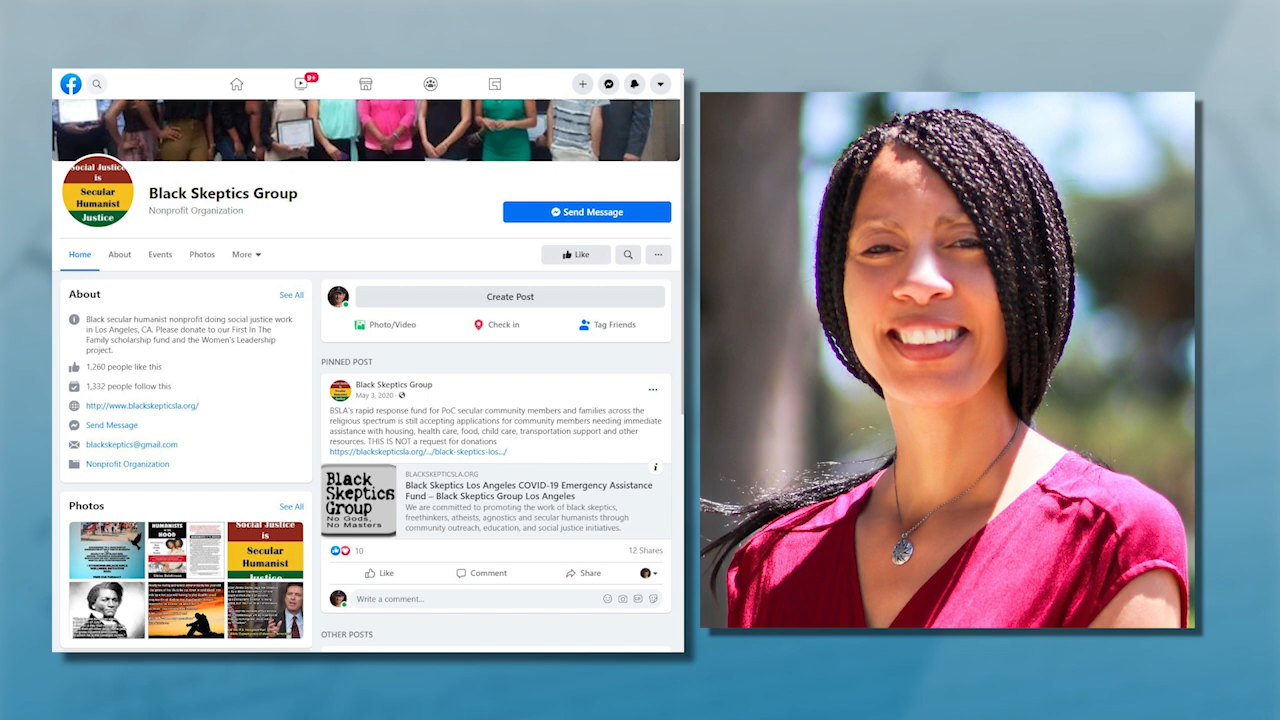 9+
Social Justice
is
Secular
Humanist
Justice
Black Skeptics Group
Nonprofit Organization
Send Message
Home About Events Photos More
Like
About See All
Black secular humanist nonprofit doing social justice work
in Los Angeles, CA. Please donate to our First In The
Family scholarship fund and the Women's Leadership
project.
1,260 people like this
1,332 people follow this
http://www.blackskepticsla.org/
Send Message
blackskeptics@gmail.com
Nonprofit Organization
Photos See All
HUMANISTS
HOOD
Social Justice
is
Secular
Humanist
Justice
Create Post
Photo/Video Check in Tag Friends
PINNED POST
Black Skeptics Group
May 3, 2020
BSLA's rapid response fund for PoC secular community members and families across the
religious spectrum is still accepting applications for community members needing immediate
assistance with housing, health care, food, child care, transportation support and other
resources. THIS IS NOT a request for donations
https://blackskepticsla.org/.../black-skeptics-los.../
Black
Skeptics
Group
No Gods,
No Masters
BLACKSKEPTICSLA.ORG
Black Skeptics Los Angeles COVID-19 Emergency Assistance
Fund – Black Skeptics Group Los Angeles
We are committed to promoting the work of black skeptics,
freethinkers, atheists, agnostics and secular humanists through
community outreach, education, and social justice initiatives.
10 12 Shares
Like Comment Share
Write a comment...
OTHER POSTS